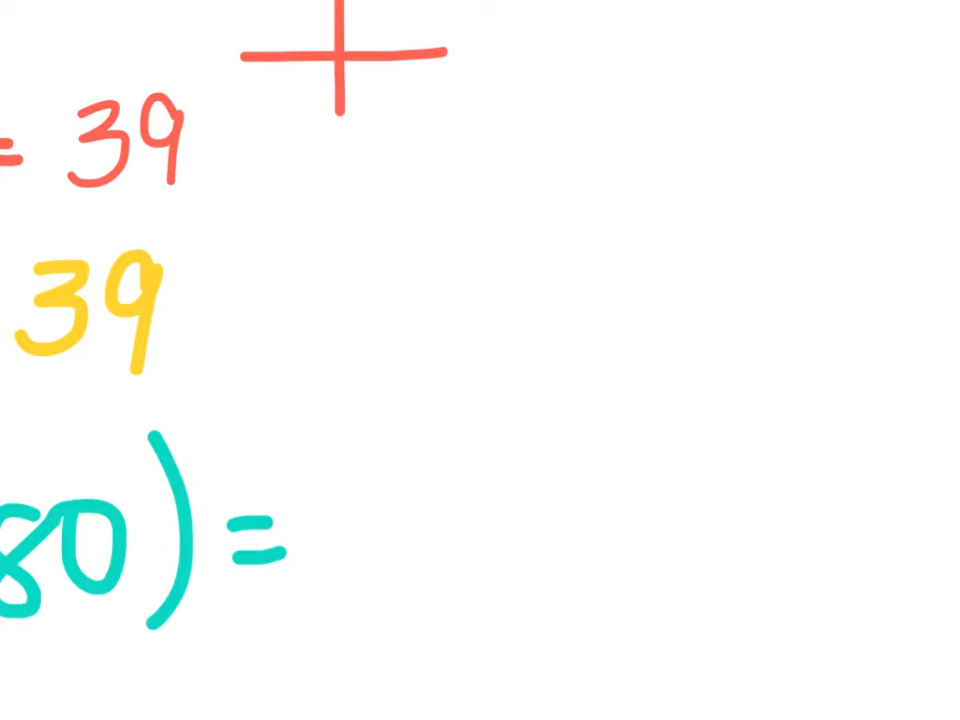 +
= 39
39
80) =